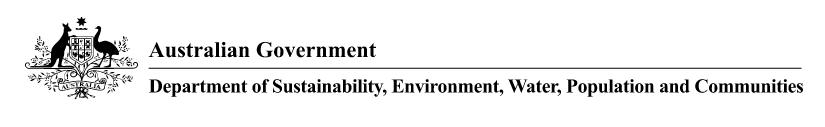 Australian Government
Department of Sustainability, Environment, Water, Population and Communities
AUSTRALIA